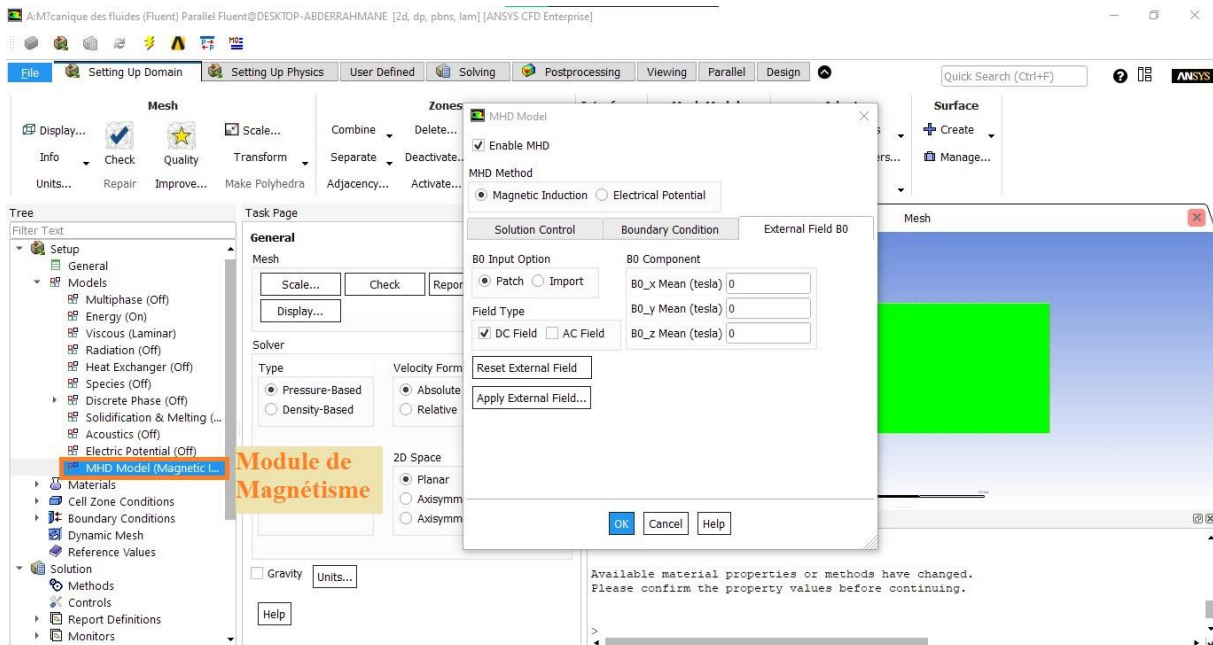 A:M?canique des fluides (Fluent) Parallel Fluent@DESKTOP-ABDERRAHMANE [2d, dp, pbns, lam] [ANSYS CFD Enterprise]
File Setting Up Domain Setting Up Physics User Defined Solving Postprocessing Viewing Parallel Design Quick Search (Ctrl+F) ANSYS
Mesh Zones Surface
Display... Scale... Combine Delete... Create
Info Check Quality Transform Separate Deactivate... Manage...
Units... Repair Improve... Make Polyhedra Adjacency... Activate...
MHD Model
Enable MHD
MHD Method
Magnetic Induction Electrical Potential
Solution Control Boundary Condition External Field B0
B0 Input Option B0 Component
Patch Import B0_x Mean (tesla) 0
Field Type B0_y Mean (tesla) 0
DC Field AC Field B0_z Mean (tesla) 0
Reset External Field
Apply External Field...
OK Cancel Help
Tree
Filter Text
Setup
General
Models
Multiphase (Off)
Energy (On)
Viscous (Laminar)
Radiation (Off)
Heat Exchanger (Off)
Species (Off)
Discrete Phase (Off)
Solidification & Melting (...
Acoustics (Off)
Electric Potential (Off)
MHD Model (Magnetic I...
Materials
Cell Zone Conditions
Boundary Conditions
Dynamic Mesh
Reference Values
Solution
Methods
Controls
Report Definitions
Monitors
Module de
Magnétisme
Task Page
General
Mesh
Scale... Check Repor
Display...
Solver
Type Velocity Form
Pressure-Based Absolute
Density-Based Relative
2D Space
Planar
Axisymm
Axisymm
Gravity Units...
Help
Mesh
Available material properties or methods have changed.
Please confirm the property values before continuing.
>